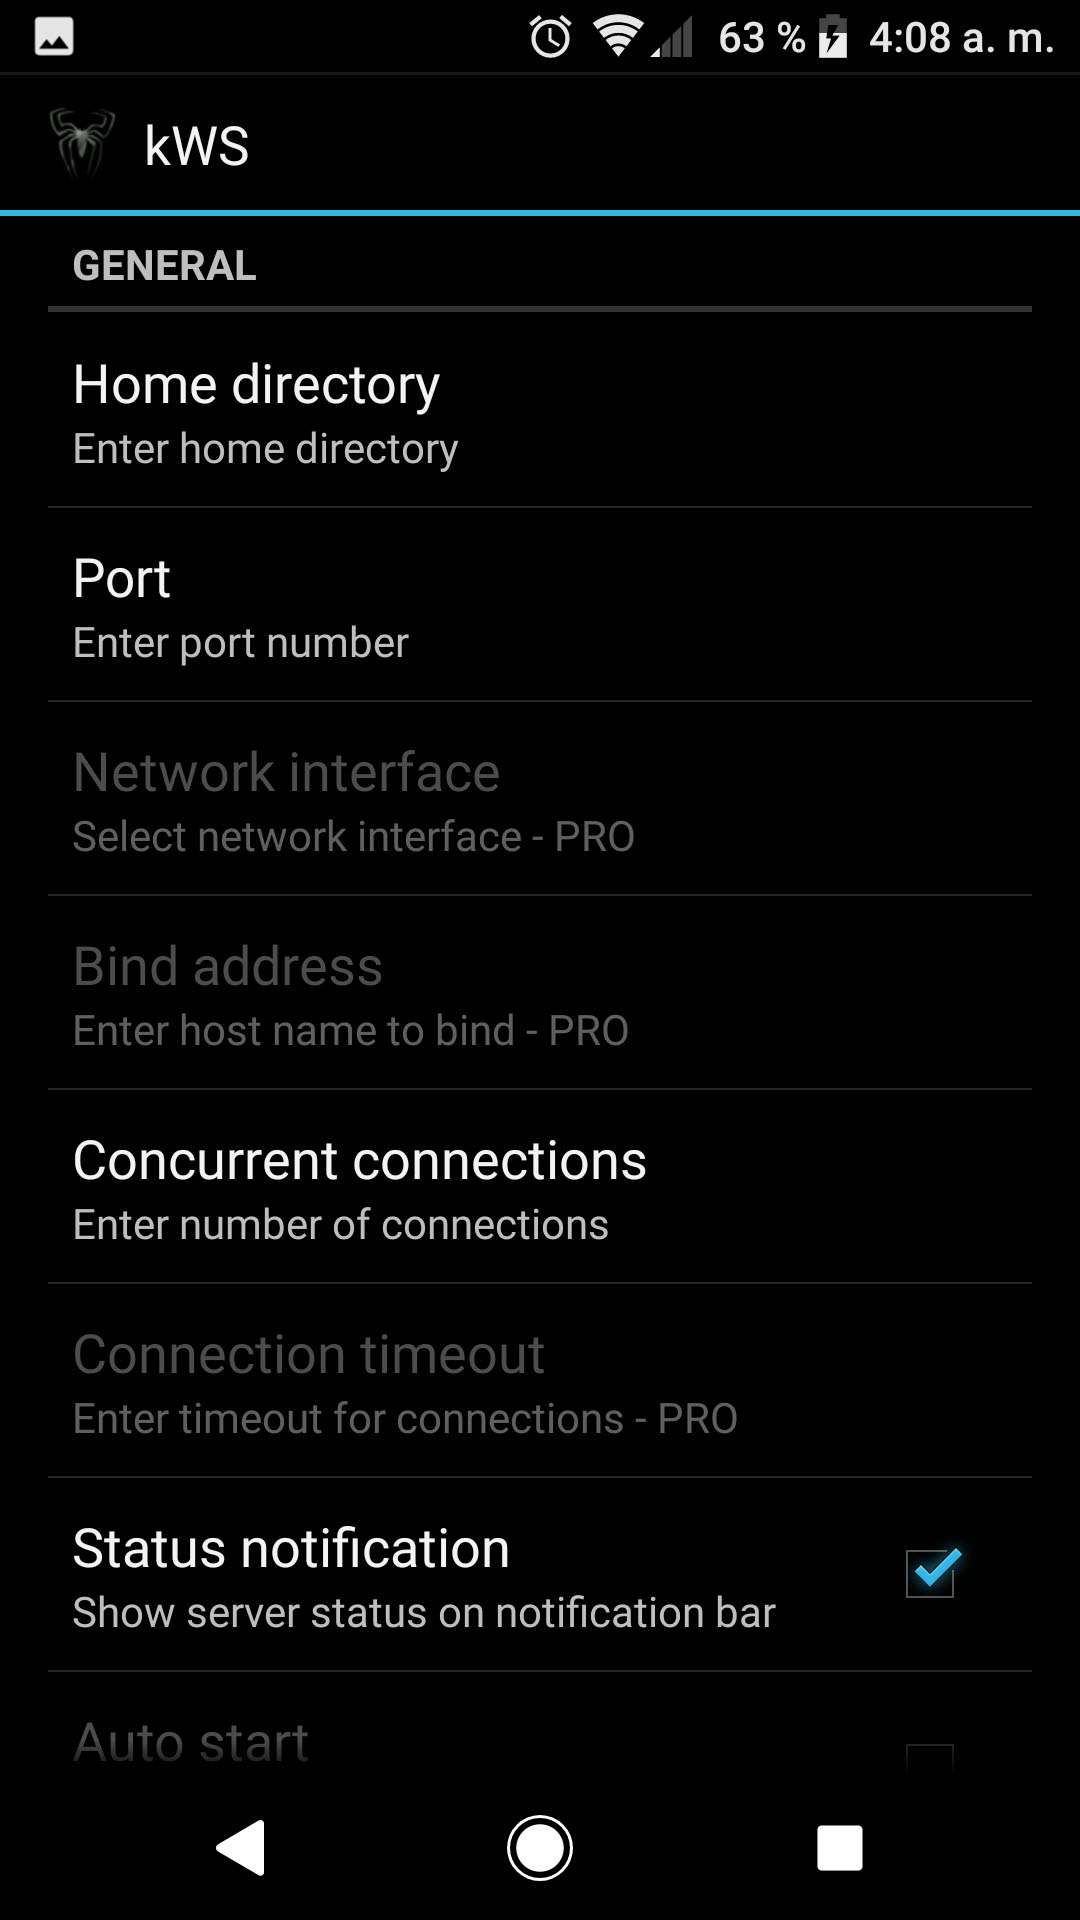 63 % 4:08 a. m.
kWS
GENERAL
Home directory
Enter home directory
Port
Enter port number
Network interface
Select network interface - PRO
Bind address
Enter host name to bind - PRO
Concurrent connections
Enter number of connections
Connection timeout
Enter timeout for connections - PRO
Status notification
Show server status on notification bar
Auto start